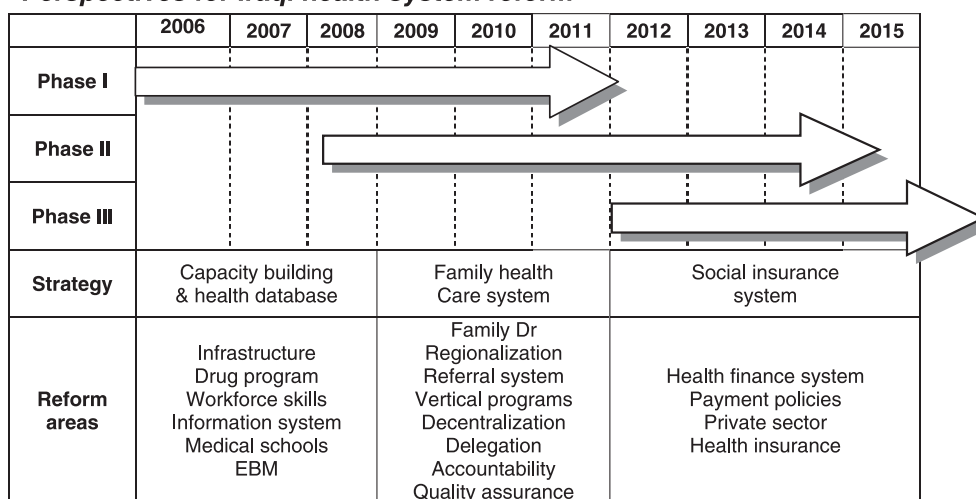 Perspectives for Iraqi health system reform
2006 2007 2008 2009 2010 2011 2012 2013 2014 2015
Phase I
Phase II
Phase III
Strategy
Capacity building
& health database
Family health
Care system
Social insurance
system
Reform
areas
Infrastructure
Drug program
Workforce skills
Information system
Medical schools
EBM
Family Dr
Regionalization
Referral system
Vertical programs
Decentralization
Delegation
Accountability
Quality assurance
Health finance system
Payment policies
Private sector
Health insurance